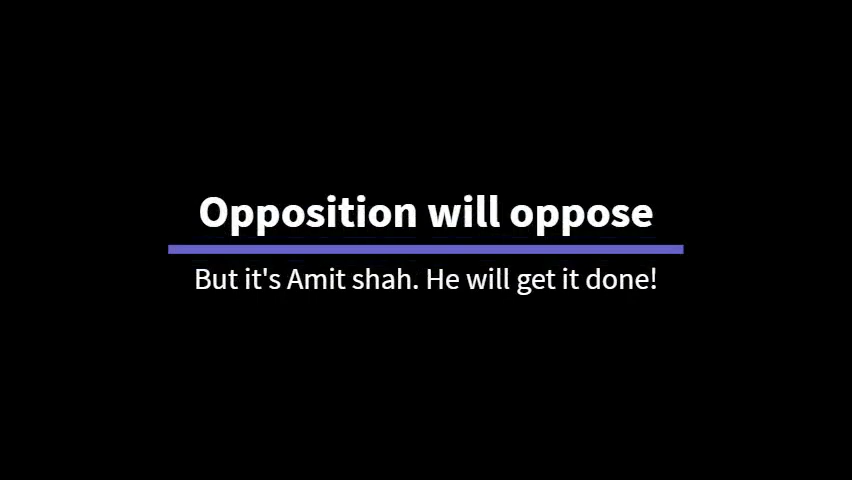 Opposition will oppose
But it's Amit shah. He will get it done!